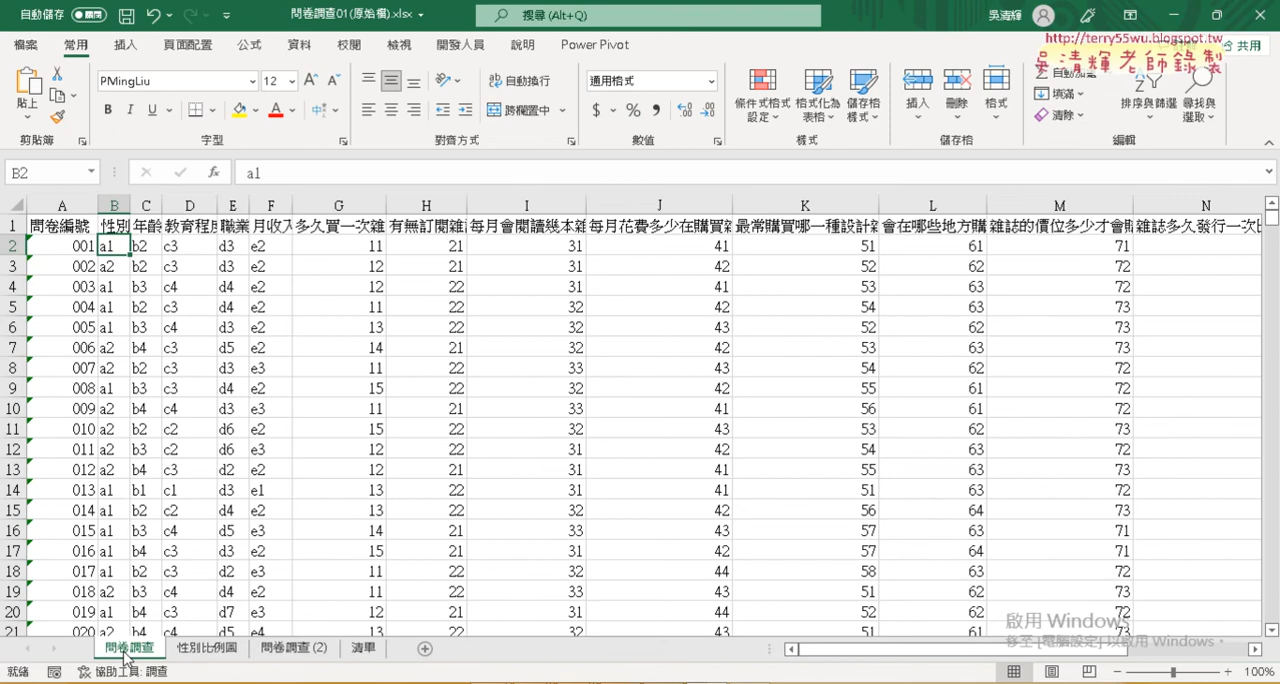 自動儲存
問卷調查01(原始檔).xlsx
搜尋 (Alt+Q)
吳清輝
http://terry55wu.blogspot.tw
吳清輝老師錄製
檔案 常用 插入 頁面配置 公式 資料 校閱 檢視 開發人員 說明 Power Pivot 共用
PMingLiu 12 自動換行 通用格式
貼上 B I U 跨欄置中 $ % 條件式格式設定 格式化為表格 儲存格樣式 插入 刪除 格式 填滿 清除 排序與篩選 尋找與選取
剪貼簿 字型 對齊方式 數值 樣式 儲存格 編輯
B2 fx a1
A B C D E F G H I J K L M N
1 問卷編號 性別 年齡 教育程 職業 月收入 多久買一次雜 有無訂閱雜 每月會閱讀幾本雜 每月花費多少在購買 最常購買哪一種設計 會在哪些地方購 雜誌的價位多少才會 雜誌多久發行一次
2 001 a1 b2 c3 d3 e2 11 21 31 41 51 61 71
3 002 a2 b2 c3 d3 e2 12 21 31 42 52 62 72
4 003 a1 b3 c4 d4 e2 12 22 31 41 53 63 72
5 004 a1 b2 c3 d4 e2 11 22 32 42 54 63 73
6 005 a1 b3 c4 d3 e2 13 22 32 43 52 62 73
7 006 a2 b4 c3 d5 e2 14 21 32 42 53 63 73
8 007 a2 b2 c3 d3 e2 11 22 33 43 54 62 72
9 008 a1 b3 c3 d4 e2 15 22 32 42 55 61 72
10 009 a2 b4 c4 d3 e3 11 21 33 41 56 61 72
11 010 a2 b2 c2 d6 e2 15 22 32 43 53 62 73
12 011 a2 b3 c2 d6 e3 12 22 31 42 54 63 72
13 012 a2 b4 c3 d2 e2 12 21 31 41 55 63 73
14 013 a1 b1 c1 d3 e1 13 22 31 41 51 63 72
15 014 a1 b2 c2 d4 e2 13 22 32 42 56 64 73
16 015 a1 b3 c4 d5 e3 14 21 33 43 57 63 71
17 016 a1 b4 c3 d3 e2 15 21 31 42 57 64 71
18 017 a1 b2 c3 d2 e3 11 22 32 44 58 63 72
19 018 a2 b3 c4 d4 e2 11 22 33 43 51 62 73
20 019 a1 b4 c3 d7 e3 12 21 31 44 52 62 72
21 020 a2 b4 c4 d5 e4 13 22 32 43 51 63 73
啟用 Windows
移至 [電腦設定] 以啟用 Windows。
問卷調查 性別比例圖 問卷調查 (2) 清單
就緒 協助工具: 調查 100%